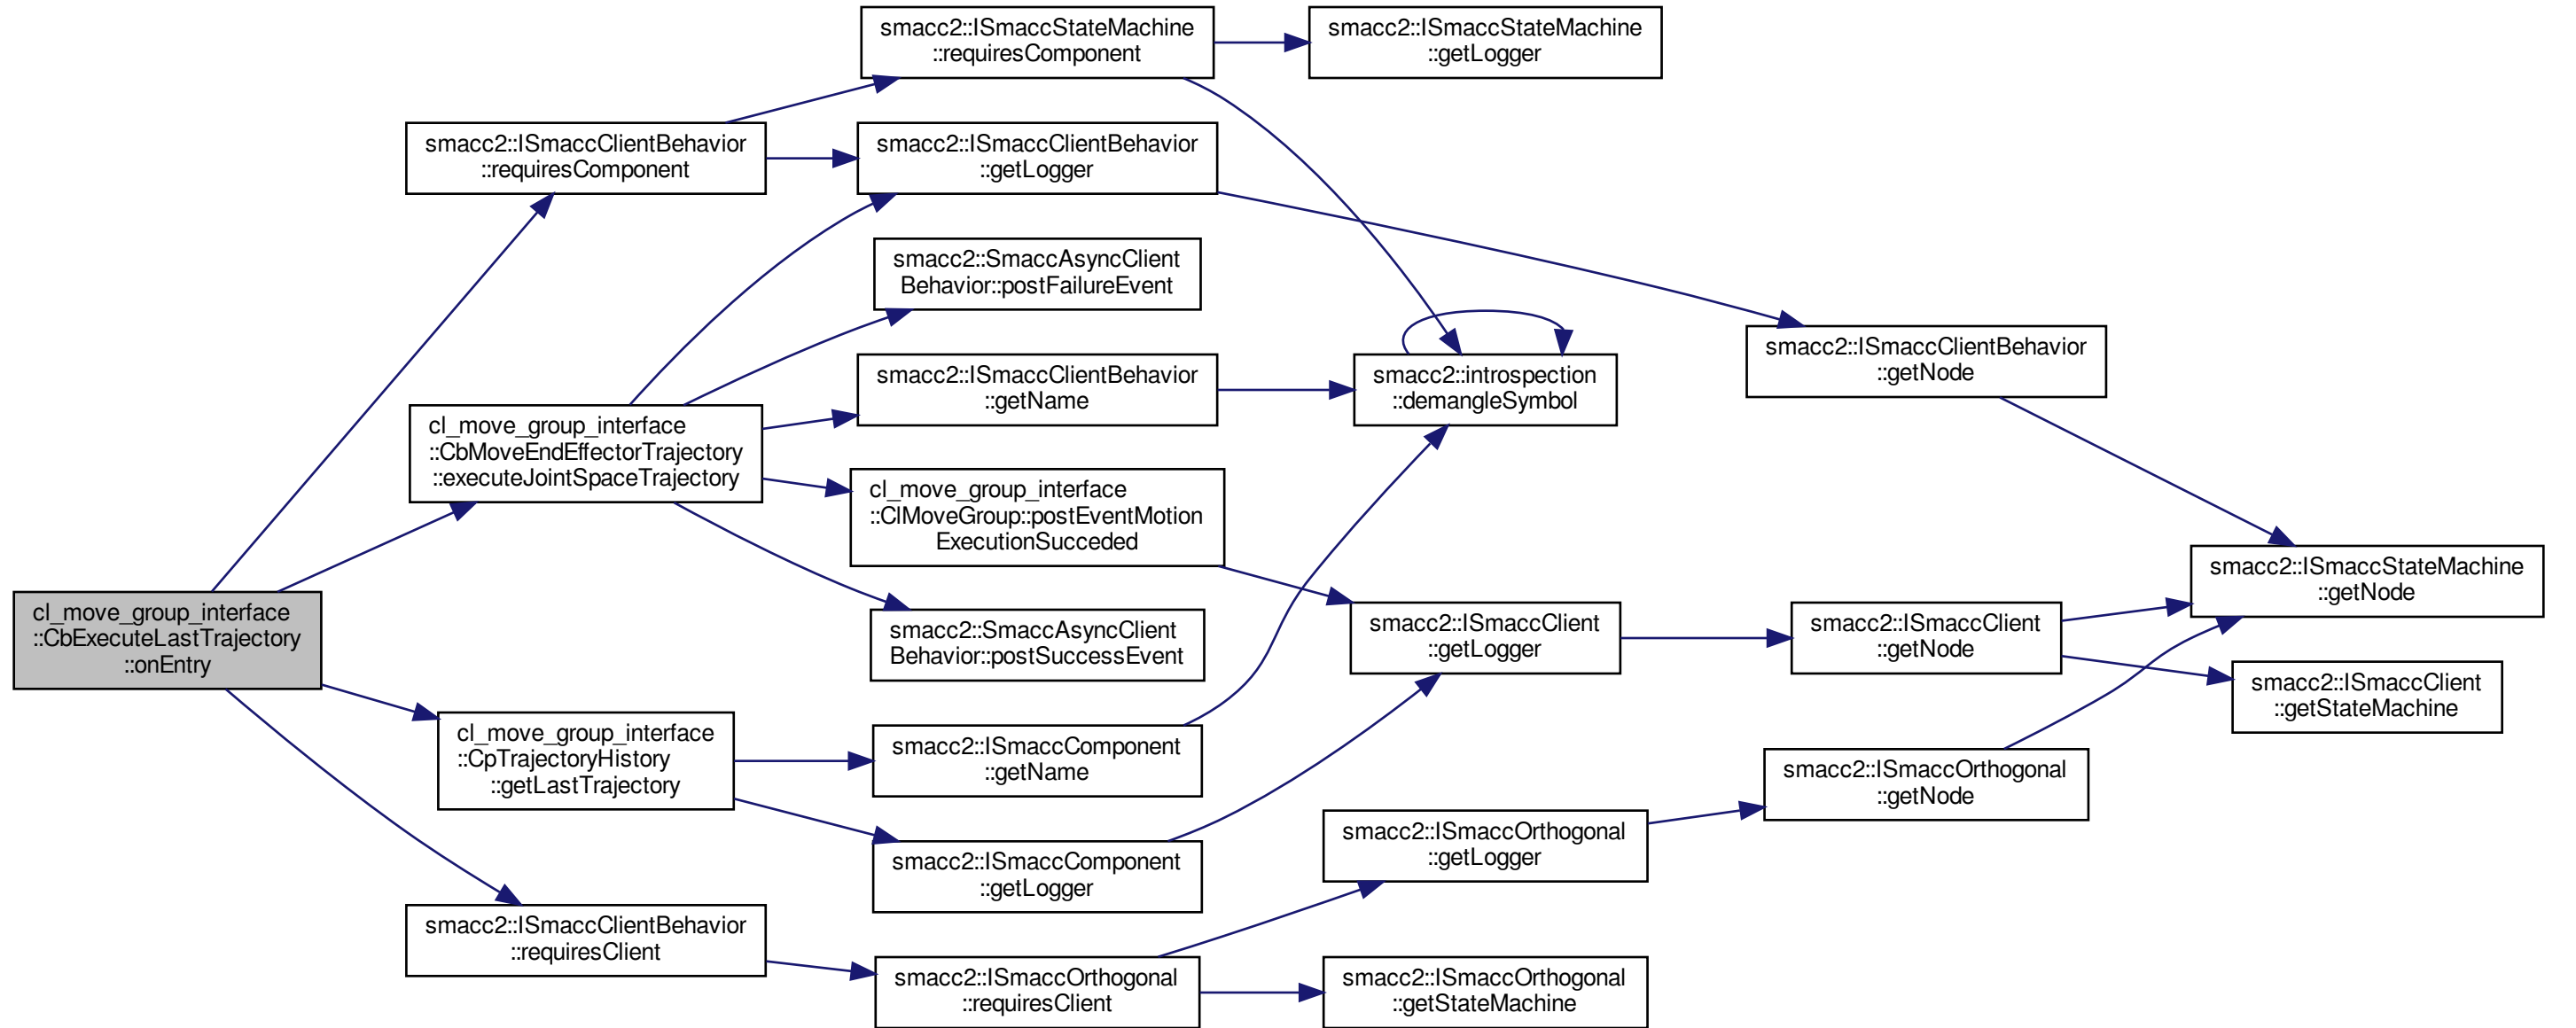 smacc2::ISmaccStateMachine
::requiresComponent
smacc2::ISmaccStateMachine
::getLogger
smacc2::ISmaccClientBehavior
::requiresComponent
smacc2::ISmaccClientBehavior
::getLogger
smacc2::SmaccAsyncClient
Behavior::postFailureEvent
smacc2::ISmaccClientBehavior
::getName
smacc2::introspection
::demangleSymbol
smacc2::ISmaccClientBehavior
::getNode
cl_move_group_interface
::CbMoveEndEffectorTrajectory
::executeJointSpaceTrajectory
cl_move_group_interface
::ClMoveGroup::postEventMotion
ExecutionSucceded
smacc2::ISmaccStateMachine
::getNode
cl_move_group_interface
::CbExecuteLastTrajectory
::onEntry
smacc2::SmaccAsyncClient
Behavior::postSuccessEvent
smacc2::ISmaccClient
::getLogger
smacc2::ISmaccClient
::getNode
smacc2::ISmaccClient
::getStateMachine
cl_move_group_interface
::CpTrajectoryHistory
::getLastTrajectory
smacc2::ISmaccComponent
::getName
smacc2::ISmaccOrthogonal
::getNode
smacc2::ISmaccComponent
::getLogger
smacc2::ISmaccOrthogonal
::getLogger
smacc2::ISmaccClientBehavior
::requiresClient
smacc2::ISmaccOrthogonal
::requiresClient
smacc2::ISmaccOrthogonal
::getStateMachine